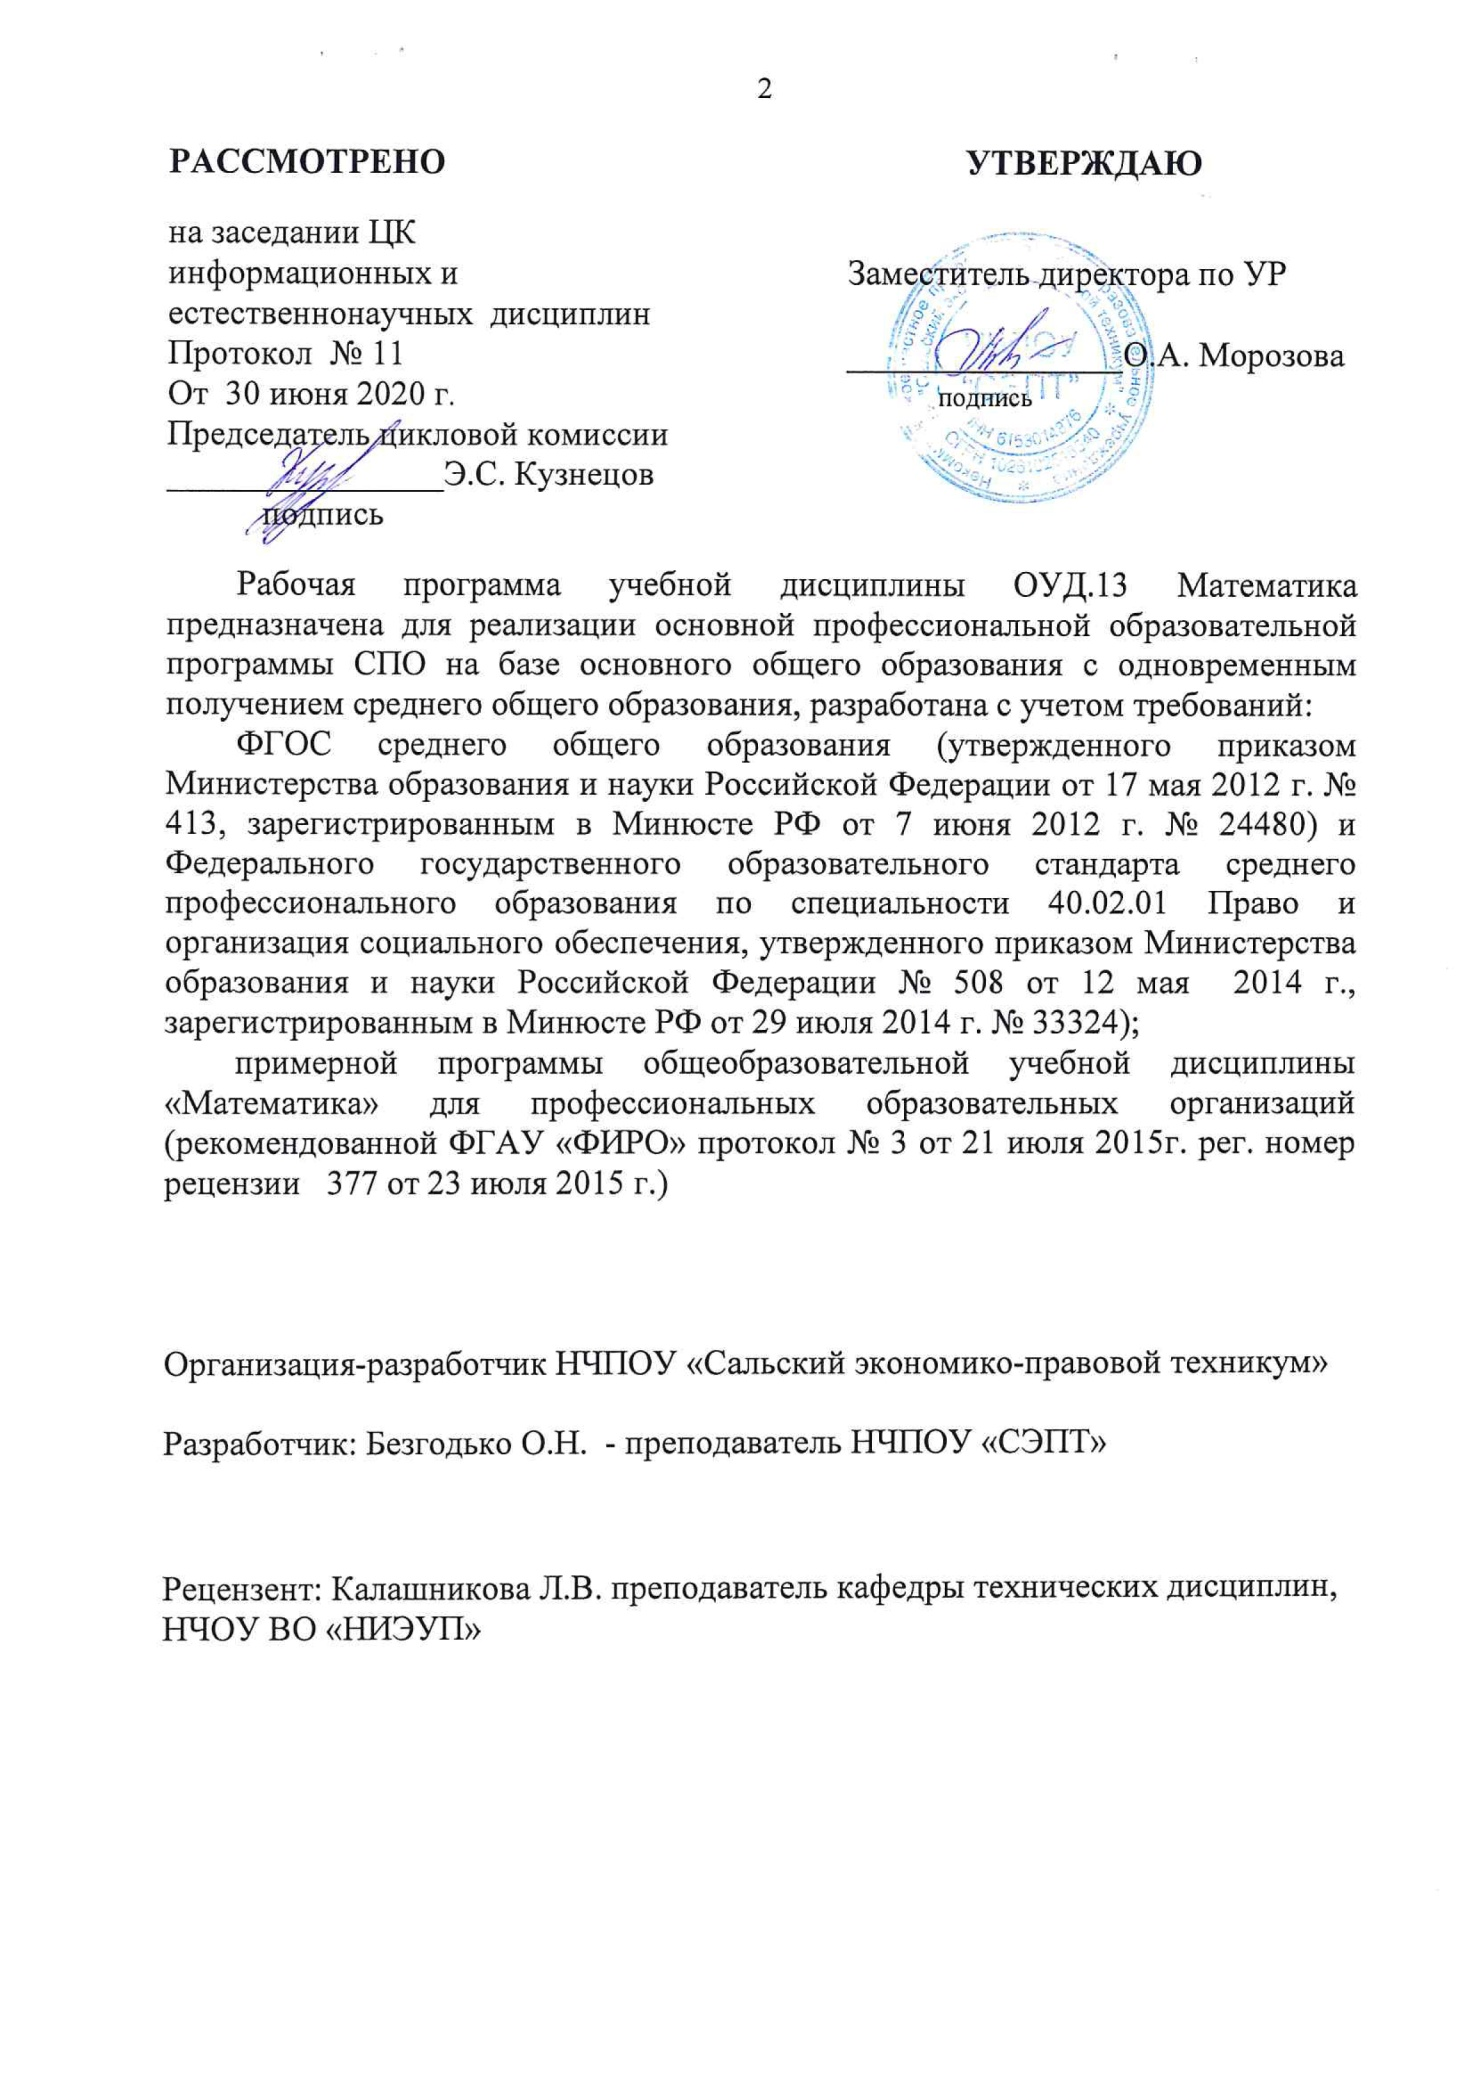 2
РАССМОТРЕНО
на заседании ЦК
информационных и
естественнонаучных дисциплин
Протокол № 11
От 30 июня 2020 г.
Председатель цикловой комиссии
Э.С. Кузнецов
подпись
УТВЕРЖДАЮ
Заместитель директора по УР
О.А. Морозова
подпись
Рабочая программа учебной дисциплины ОУД.13 Математика
предназначена для реализации основной профессиональной образовательной
программы СПО на базе основного общего образования с одновременным
получением среднего общего образования, разработана с учетом требований:
ФГОС среднего общего образования (утвержденного приказом
Министерства образования и науки Российской Федерации от 17 мая 2012 г. №
413, зарегистрированным в Минюсте РФ от 7 июня 2012 г. № 24480) и
Федерального государственного образовательного стандарта среднего
профессионального образования по специальности 40.02.01 Право и
организация социального обеспечения, утвержденного приказом Министерства
образования и науки Российской Федерации № 508 от 12 мая 2014 г.,
зарегистрированным в Минюсте РФ от 29 июля 2014 г. № 33324);
примерной программы общеобразовательной учебной дисциплины
«Математика» для профессиональных образовательных организаций
(рекомендованной ФГАУ «ФИРО» протокол № 3 от 21 июля 2015г. рег. номер
рецензии 377 от 23 июля 2015 г.)
Организация-разработчик НЧПОУ «Сальский экономико-правовой техникум»
Разработчик: Безгодько О.Н. - преподаватель НЧПОУ «СЭПТ»
Рецензент: Калашникова Л.В. преподаватель кафедры технических дисциплин,
НЧОУ ВО «НИЭУП»